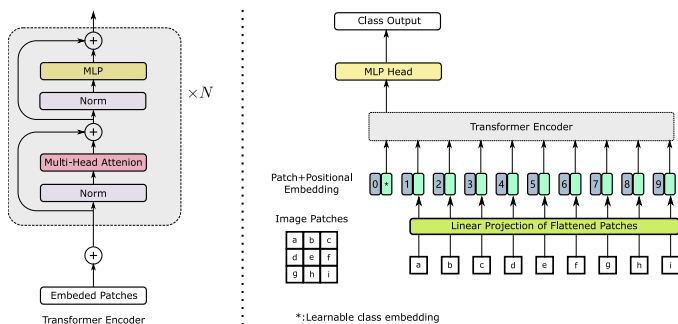 +
MLP
Norm
+
Multi-Head Attenion
Norm
+
Embeded Patches
Transformer Encoder
×N
Class Output
MLP Head
Transformer Encoder
Patch+Positional
Embedding
0 * 1 2 3 4 5 6 7 8 9
Linear Projection of Flattened Patches
Image Patches
a b c
d e f
g h i
a b c d e f g h i
*:Learnable class embedding